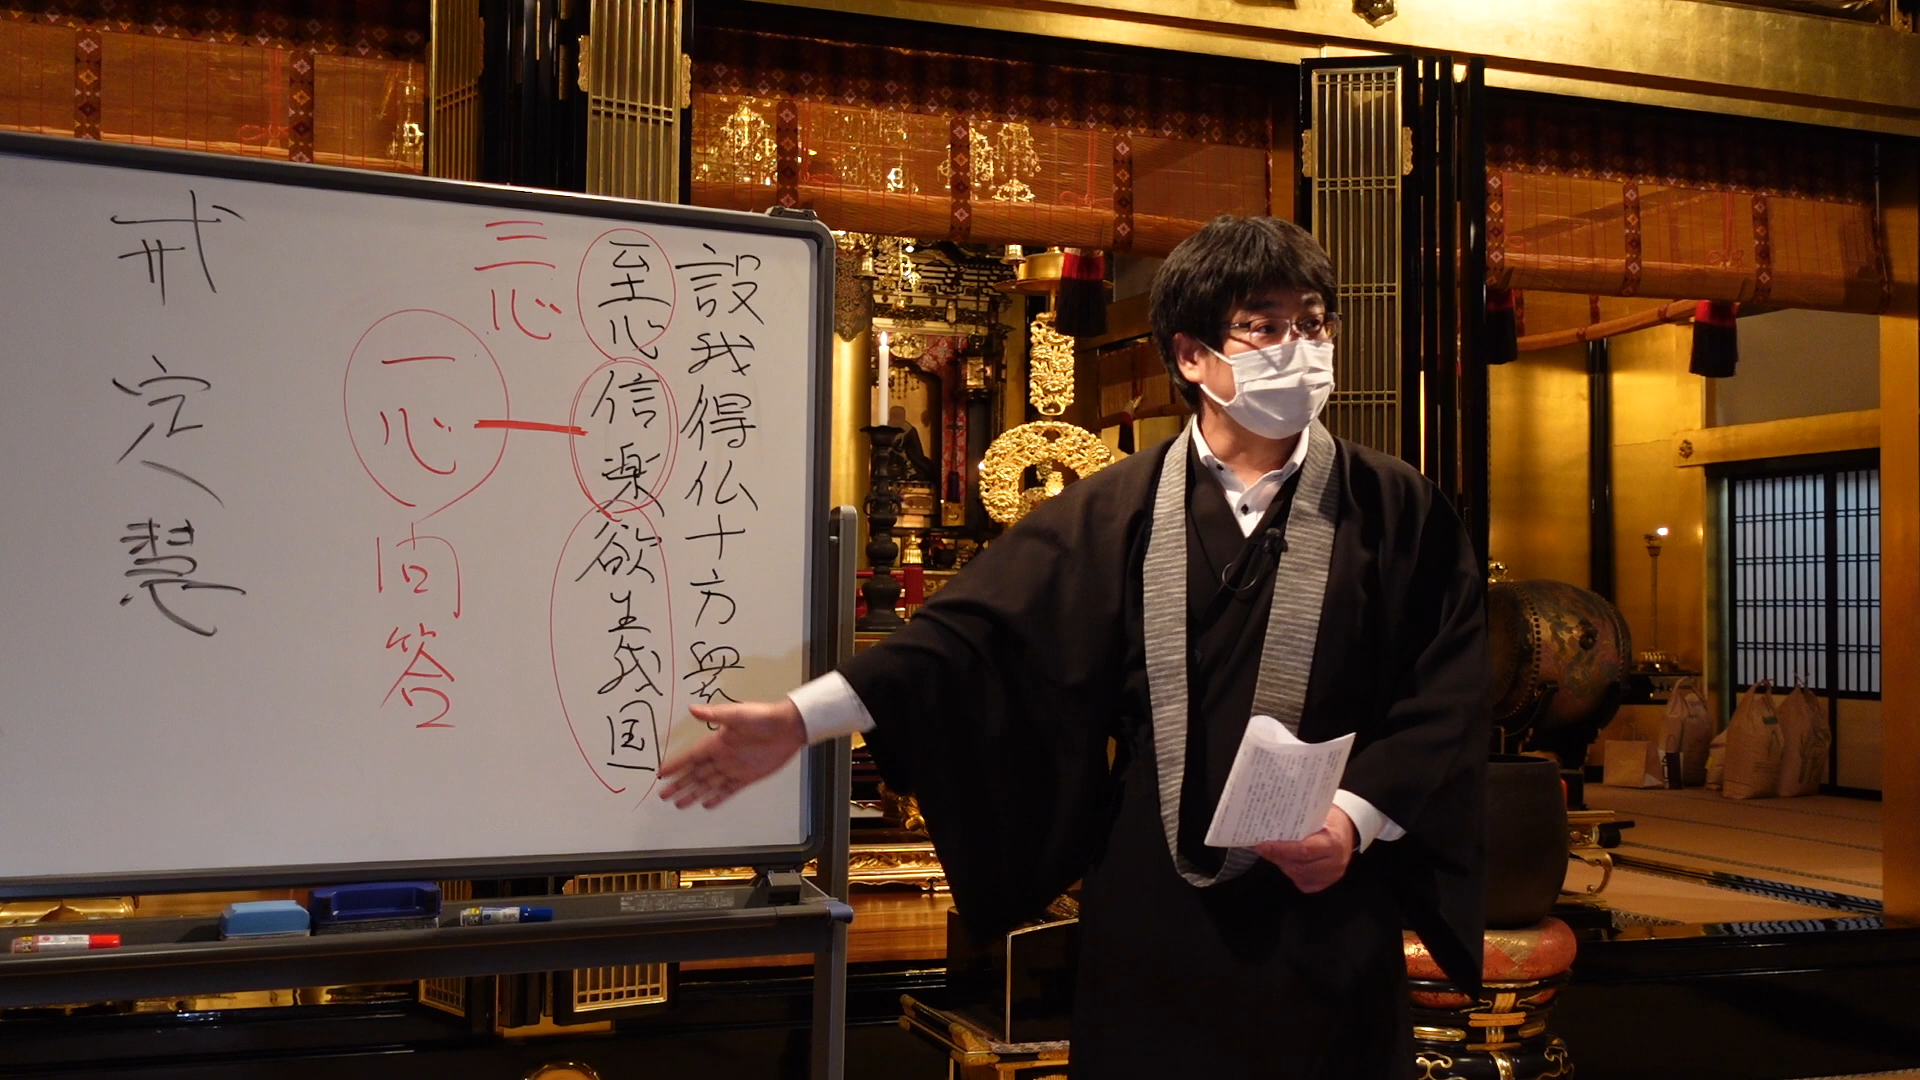 設我得仏十方衆
至心信楽欲生我国
三心
一心
問答
戒定慧